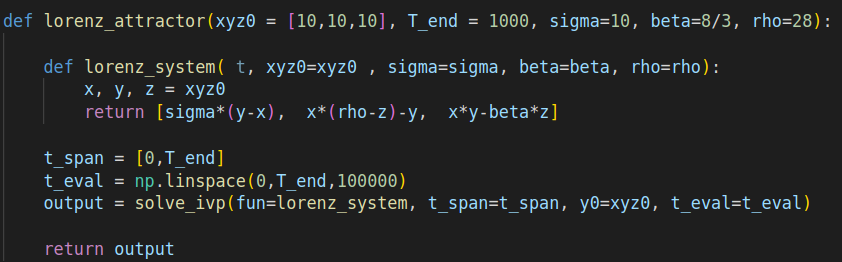 def lorenz_attractor(xyz0 = [10,10,10], T_end = 1000, sigma=10, beta=8/3, rho=28):
def lorenz_system( t, xyz0=xyz0 , sigma=sigma, beta=beta, rho=rho):
x, y, z = xyz0
return [sigma*(y-x),  x*(rho-z)-y,  x*y-beta*z]
t_span = [0,T_end]
t_eval = np.linspace(0,T_end,100000)
output = solve_ivp(fun=lorenz_system, t_span=t_span, y0=xyz0, t_eval=t_eval)
return output